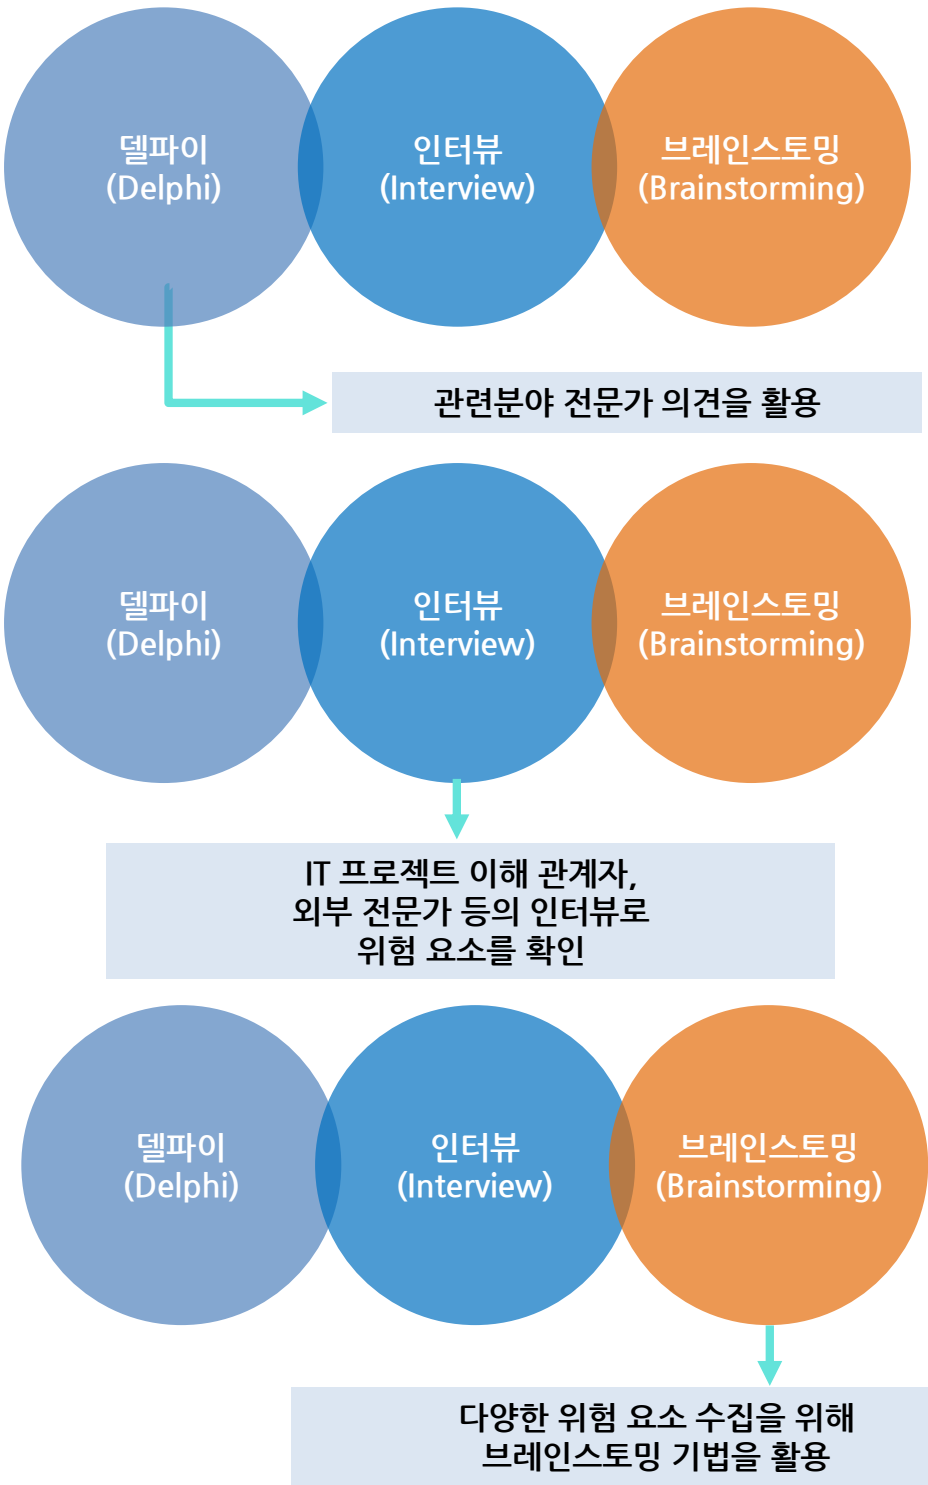 델파이
(Delphi)
인터뷰
(Interview)
브레인스토밍
(Brainstorming)
관련분야 전문가 의견을 활용
델파이
(Delphi)
인터뷰
(Interview)
브레인스토밍
(Brainstorming)
IT 프로젝트 이해 관계자,
외부 전문가 등의 인터뷰로
위험 요소를 확인
델파이
(Delphi)
인터뷰
(Interview)
브레인스토밍
(Brainstorming)
다양한 위험 요소 수집을 위해
브레인스토밍 기법을 활용